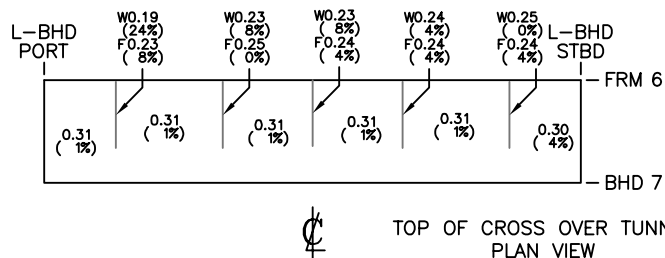 L-BHD PORT
W0.19 (24%) F0.23 ( 8%)
W0.23 ( 8%) F0.25 ( 0%)
W0.23 ( 8%) F0.24 ( 4%)
W0.24 ( 4%) F0.24 ( 4%)
W0.25 ( 0%) F0.24 ( 4%)
L-BHD STBD
FRM 6
0.31 ( 1%)
0.31 ( 1%)
0.31 ( 1%)
0.31 ( 1%)
0.31 ( 1%)
0.30 ( 4%)
BHD 7
℄
TOP OF CROSS OVER TUNN
PLAN VIEW